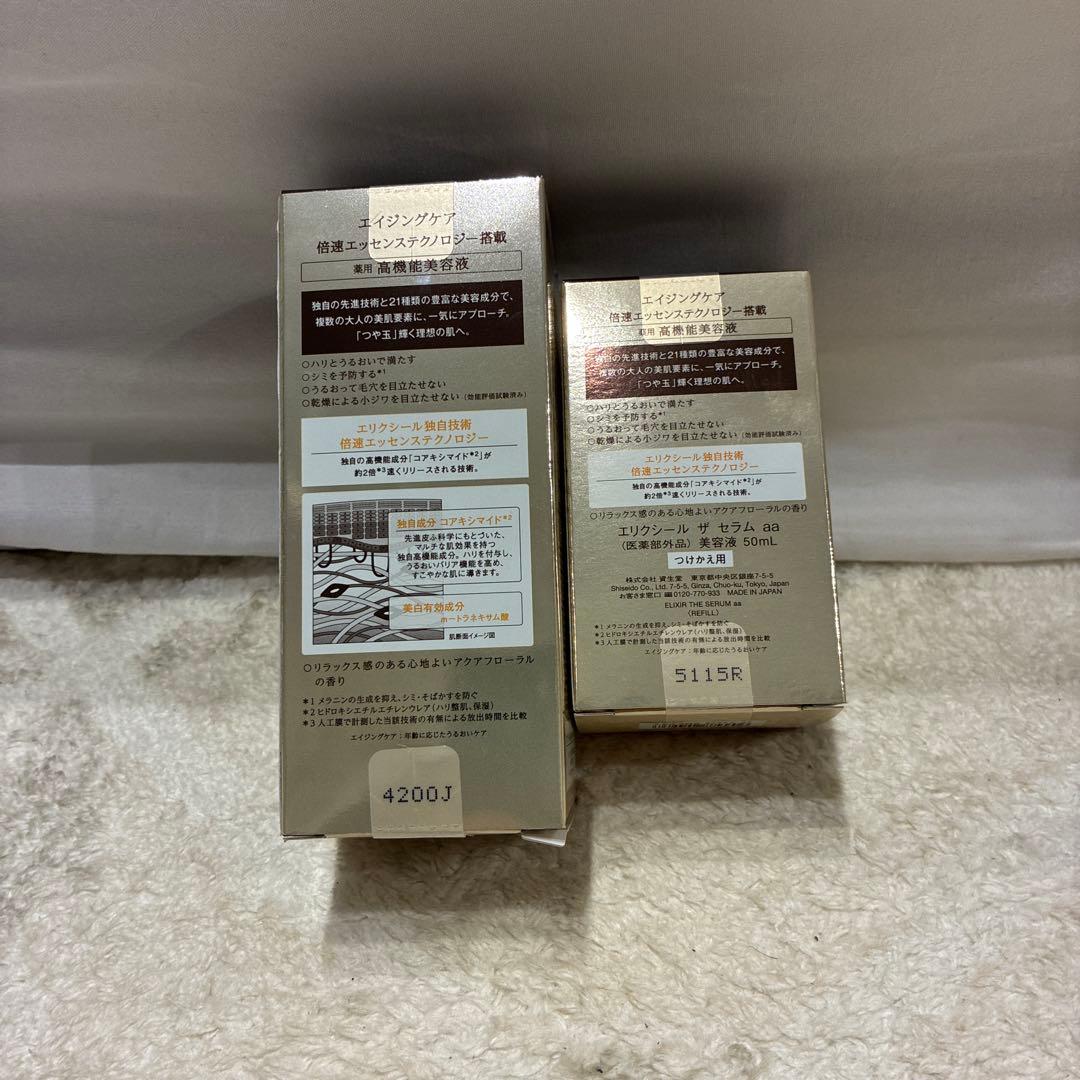 エイジングケア
倍速エッセンステクノロジー搭載
薬用 高機能美容液
独自の先進技術と21種類の豊富な美容成分で、
複数の大人の美肌要素に、一気にアプローチ。
「つや玉」輝く理想の肌へ。
○ハリとうるおいで満たす
○シミを予防する*1
○うるおって毛穴を目立たせない
○乾燥による小ジワを目立たせない (効能評価試験済み)
エリクシール独自技術
倍速エッセンステクノロジー
独自の高機能成分「コアキシマイド*2」が
約2倍*3速くリリースされる技術。
独自成分 コアキシマイド*2
先進皮ふ科学にもとづいた、
マルチな肌効果を持つ
独自高機能成分。ハリを付与し、
うるおいバリア機能を高め、
すこやかな肌に導きます。
美白有効成分
m-トラネキサム酸
肌断面イメージ図
○リラックス感のある心地よいアクアフローラル
の香り
*1 メラニンの生成を抑え、シミ・そばかすを防ぐ
*2 ヒドロキシエチルエチレンウレア(ハリ整肌、保湿)
*3 人工膜で計測した当該技術の有無による放出時間を比較
エイジングケア:年齢に応じたうるおいケア
4200J
エイジングケア
倍速エッセンステクノロジー搭載
薬用 高機能美容液
独自の先進技術と21種類の豊富な美容成分で、
複数の大人の美肌要素に、一気にアプローチ。
「つや玉」輝く理想の肌へ。
○ハリとうるおいで満たす
○シミを予防する*1
○うるおって毛穴を目立たせない
○乾燥による小ジワを目立たせない (効能評価試験済み)
エリクシール独自技術
倍速エッセンステクノロジー
独自の高機能成分「コアキシマイド*2」が
約2倍*3速くリリースされる技術。
○リラックス感のある心地よいアクアフローラルの香り
エリクシール ザ セラム aa
〈医薬部外品〉 美容液 50mL
つけかえ用
株式会社 資生堂 東京都中央区銀座7-5-5
Shiseido Co., Ltd. 7-5-5, Ginza, Chuo-ku, Tokyo, Japan
お客さま窓口 0120-770-933 MADE IN JAPAN
ELIXIR THE SERUM aa
〈REFILL〉
*1 メラニンの生成を抑え、シミ・そばかすを防ぐ
*2 ヒドロキシエチルエチレンウレア(ハリ整肌、保湿)
*3 人工膜で計測した当該技術の有無による放出時間を比較
エイジングケア:年齢に応じたうるおいケア
5115R